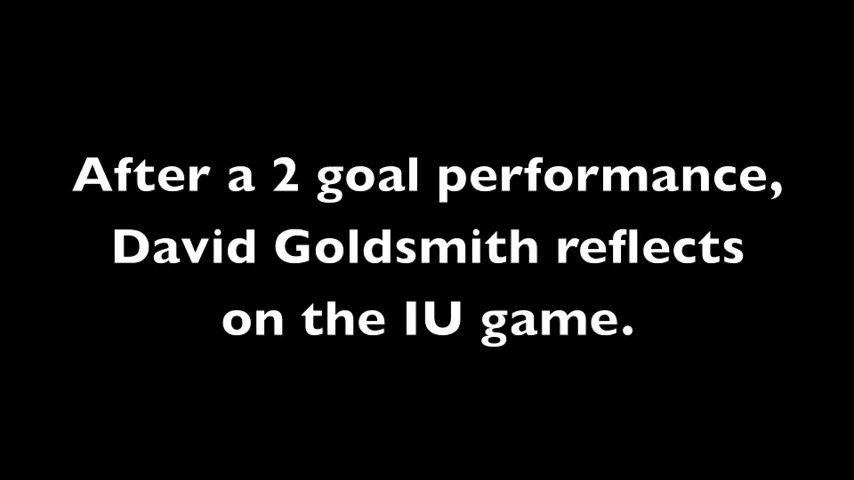 After a 2 goal performance,
David Goldsmith reflects
on the IU game.